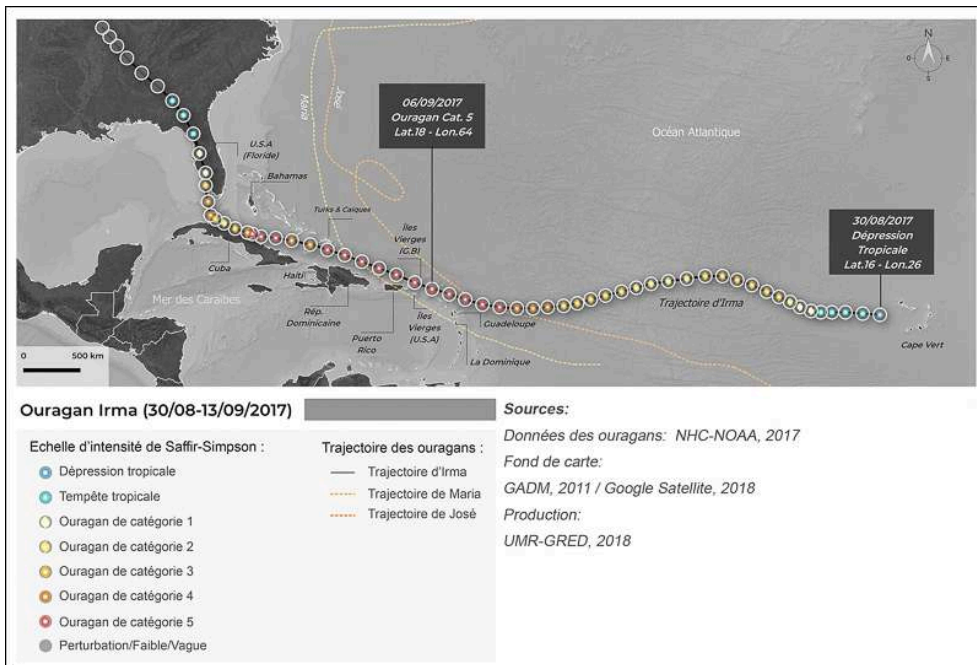 N
O
E
S
Maria
José
06/09/2017
Ouragan Cat. 5
Lat.18 - Lon.64
Océan Atlantique
U.S.A
(Floride)
Bahamas
Turks & Caïques
Îles
Vierges
(G.B)
30/08/2017
Dépression
Tropicale
Lat.16 - Lon.26
Cuba
Haïti
Mer des Caraïbes
Rép.
Dominicaine
Puerto
Rico
Îles
Vierges
(U.S.A)
Guadeloupe
La Dominique
Trajectoire d'Irma
Cape Vert
0 500 km
Ouragan Irma (30/08-13/09/2017)
Echelle d'intensité de Saffir-Simpson :
Dépression tropicale
Tempête tropicale
Ouragan de catégorie 1
Ouragan de catégorie 2
Ouragan de catégorie 3
Ouragan de catégorie 4
Ouragan de catégorie 5
Perturbation/Faible/Vague
Trajectoire des ouragans :
Trajectoire d'Irma
Trajectoire de Maria
Trajectoire de José
Sources:
Données des ouragans: NHC-NOAA, 2017
Fond de carte:
GADM, 2011 / Google Satellite, 2018
Production:
UMR-GRED, 2018